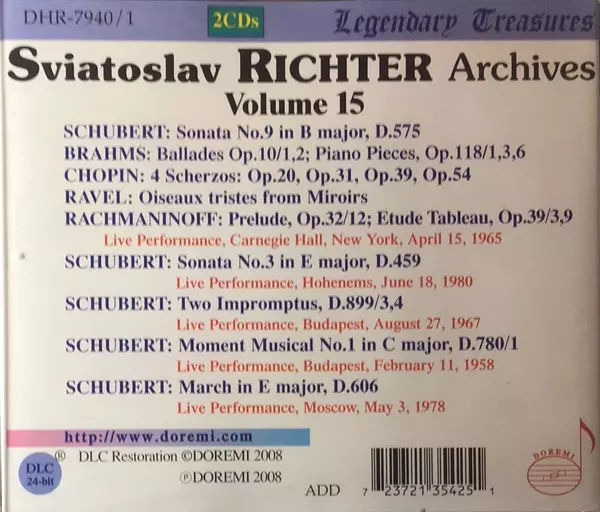 DHR-7940/1 2CDs Legendary Treasures
Sviatoslav RICHTER Archives
Volume 15
SCHUBERT: Sonata No.9 in B major, D.575
BRAHMS: Ballades Op.10/1,2; Piano Pieces, Op.118/1,3,6
CHOPIN: 4 Scherzos: Op.20, Op.31, Op.39, Op.54
RAVEL: Oiseaux tristes from Miroirs
RACHMANINOFF: Prelude, Op.32/12; Etude Tableau, Op.39/3,9
Live Performance, Carnegie Hall, New York, April 15, 1965
SCHUBERT: Sonata No.3 in E major, D.459
Live Performance, Hohenems, June 18, 1980
SCHUBERT: Two Impromptus, D.899/3,4
Live Performance, Budapest, August 27, 1967
SCHUBERT: Moment Musical No.1 in C major, D.780/1
Live Performance, Budapest, February 11, 1958
SCHUBERT: March in E major, D.606
Live Performance, Moscow, May 3, 1978
http://www.doremi.com
DLC 24-bit ® DLC Restoration ©DOREMI 2008
℗DOREMI 2008
ADD
7 23721 35425 1
DOREMI